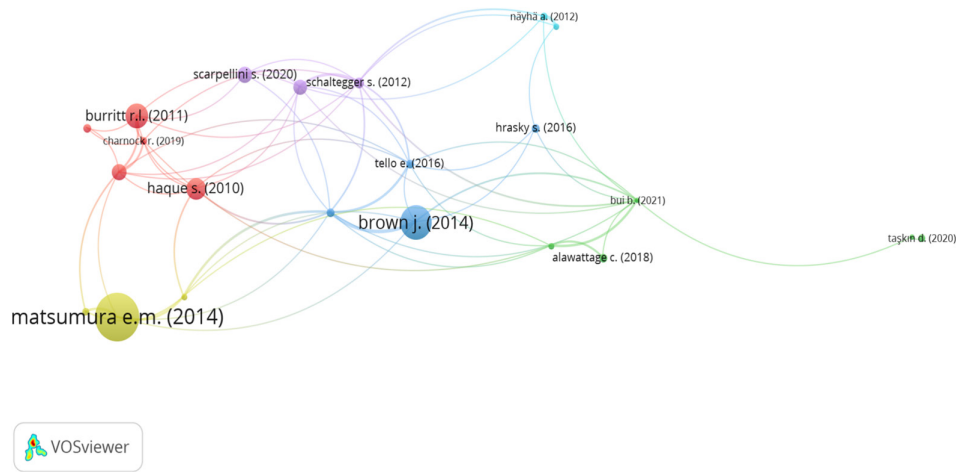 näyhä a. (2012)
scarpellini s. (2020)
schaltegger s. (2012)
burritt r.l. (2011)
hrasky s. (2016)
charnock r. (2019)
tello e. (2016)
haque s. (2010)
bui b. (2021)
brown j. (2014)
taşkın d. (2020)
alawattage c. (2018)
matsumura e.m. (2014)
VOSviewer